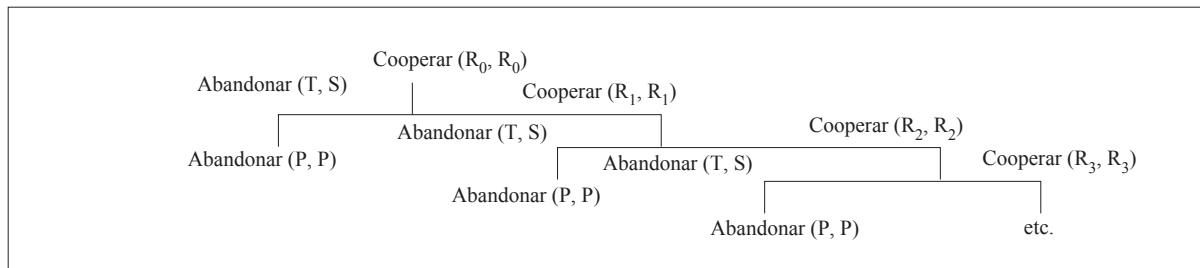 Cooperar (R0, R0)
Abandonar (T, S)
Cooperar (R1, R1)
Abandonar (T, S)
Cooperar (R2, R2)
Abandonar (P, P)
Abandonar (T, S)
Cooperar (R3, R3)
Abandonar (P, P)
Abandonar (P, P)
etc.